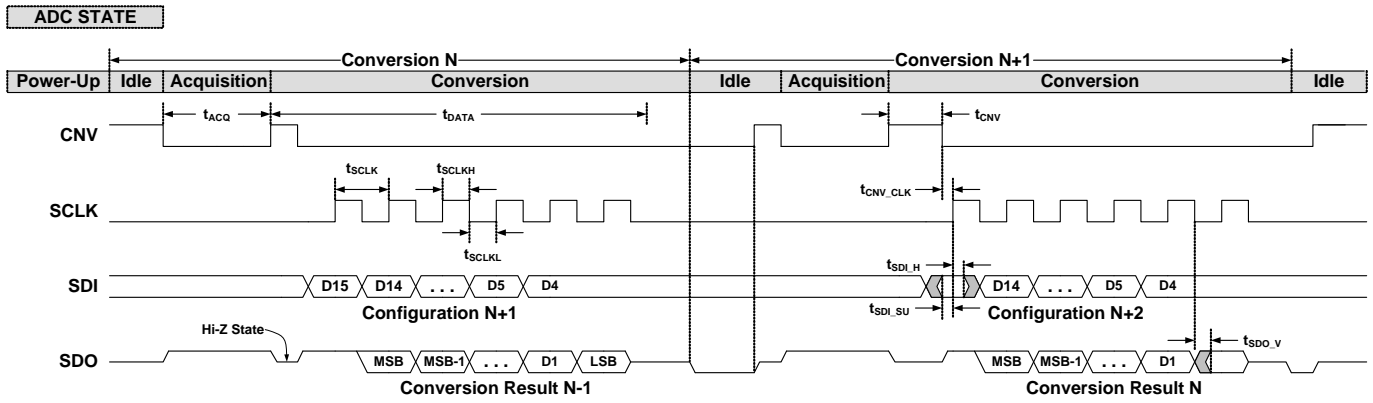 ADC STATE
Conversion N
Conversion N+1
Power-Up Idle Acquisition Conversion Idle Acquisition Conversion Idle
CNV
tACQ
tDATA
tCNV
SCLK
tSCLK
tSCLKH
tCNV_CLK
tSCLKL
SDI
D15 D14 . . . D5 D4
tSDI_H
D14 . . . D5 D4
Configuration N+1
tSDI_SU
Configuration N+2
Hi-Z State
tSDO_V
SDO
MSB MSB-1 . . . D1 LSB
MSB MSB-1 . . . D1
Conversion Result N-1
Conversion Result N